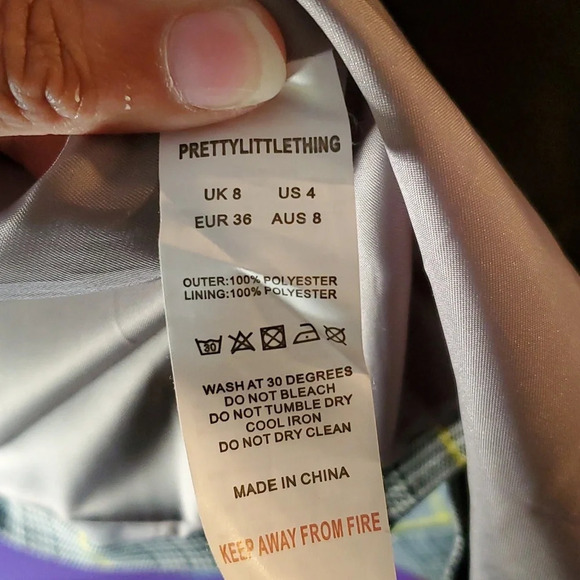 PRETTYLITTLETHING
UK 8 US 4
EUR 36 AUS 8
OUTER:100% POLYESTER
LINING:100% POLYESTER
30
WASH AT 30 DEGREES
DO NOT BLEACH
DO NOT TUMBLE DRY
COOL IRON
DO NOT DRY CLEAN
MADE IN CHINA
KEEP AWAY FROM FIRE